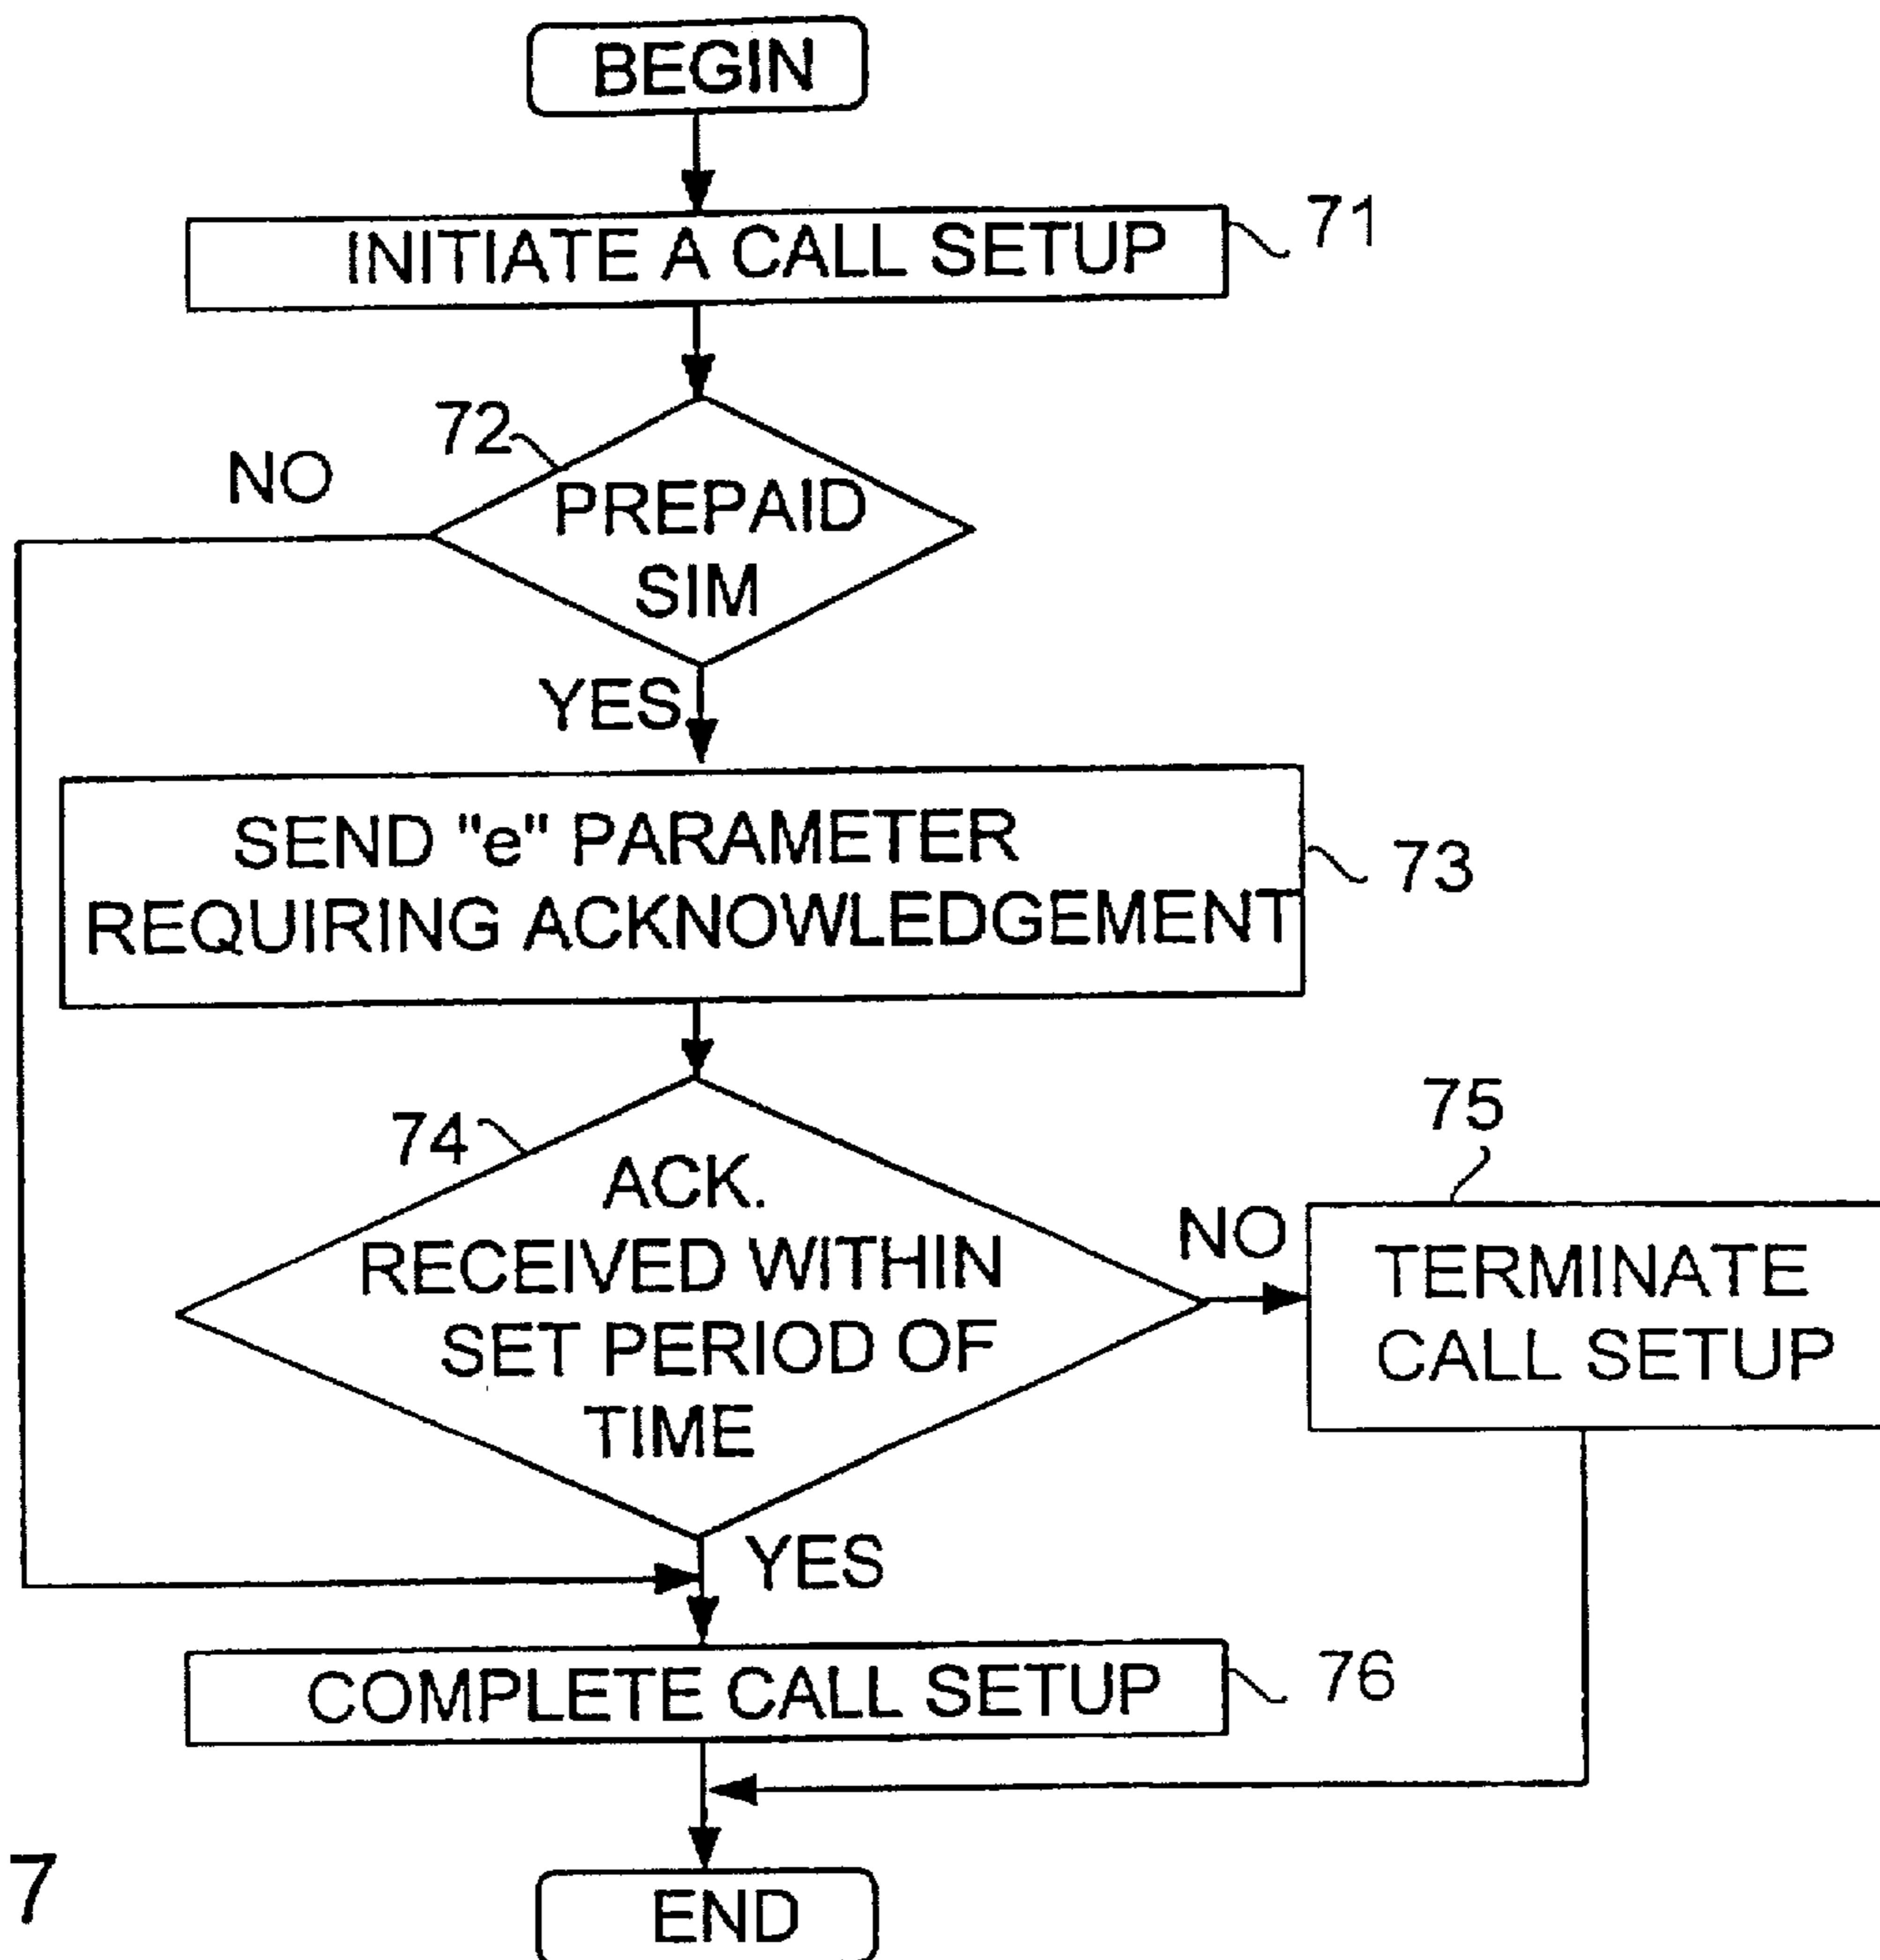 BEGIN
INITIATE A CALL SETUP
71
72
NO
PREPAID
SIM
YES
SEND "e" PARAMETER
REQUIRING ACKNOWLEDGEMENT
73
74
ACK.
RECEIVED WITHIN
SET PERIOD OF
TIME
NO
75
TERMINATE
CALL SETUP
YES
COMPLETE CALL SETUP
76
7
END